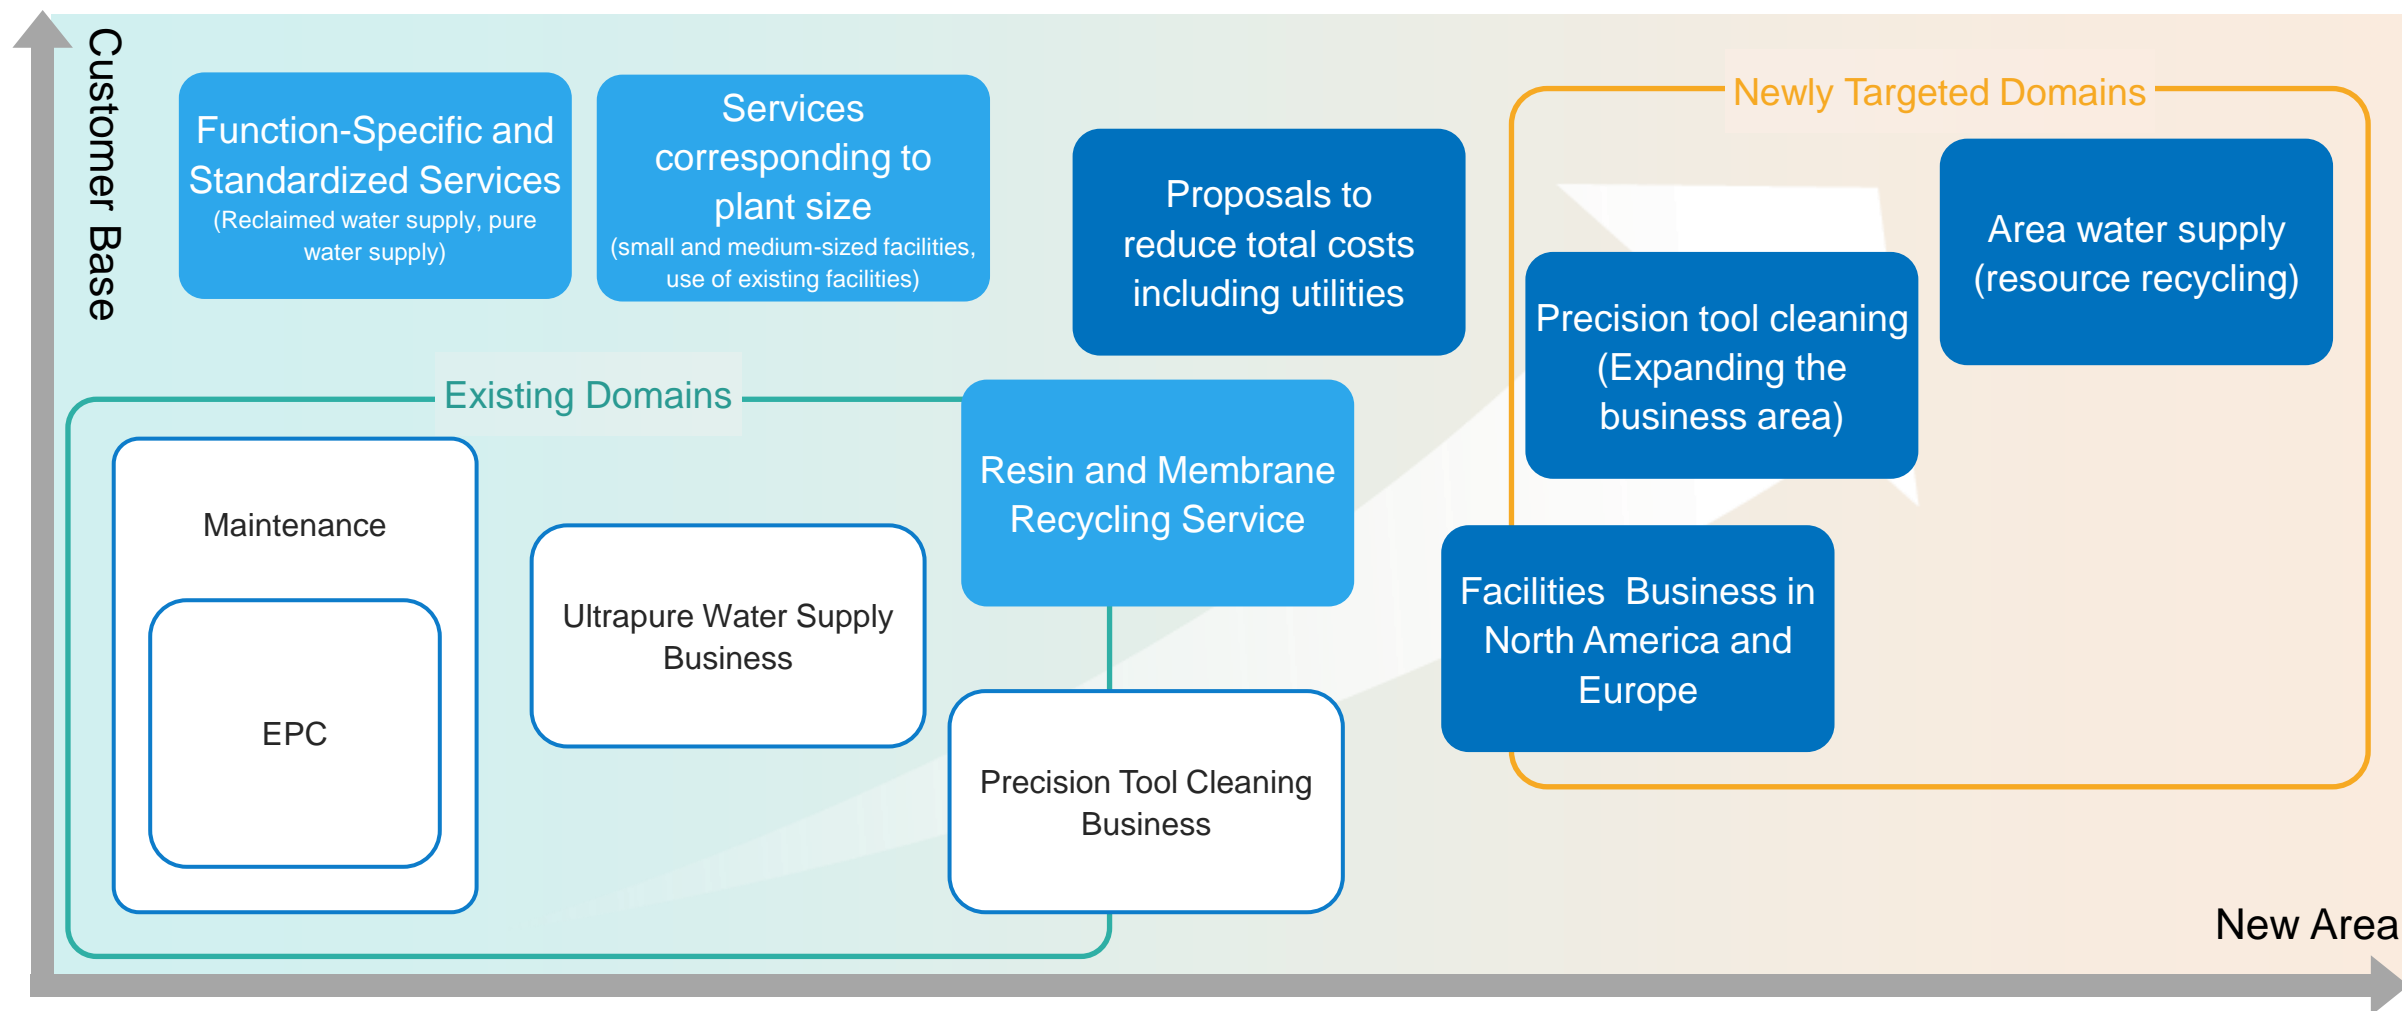 Customer Base
Function-Specific and
Standardized Services
(Reclaimed water supply, pure
water supply)
Services
corresponding to
plant size
(small and medium-sized facilities,
use of existing facilities)
Proposals to
reduce total costs
including utilities
Newly Targeted Domains
Area water supply
(resource recycling)
Precision tool cleaning
(Expanding the
business area)
Facilities Business in
North America and
Europe
Existing Domains
Maintenance
EPC
Ultrapure Water Supply
Business
Resin and Membrane
Recycling Service
Precision Tool Cleaning
Business
New Area